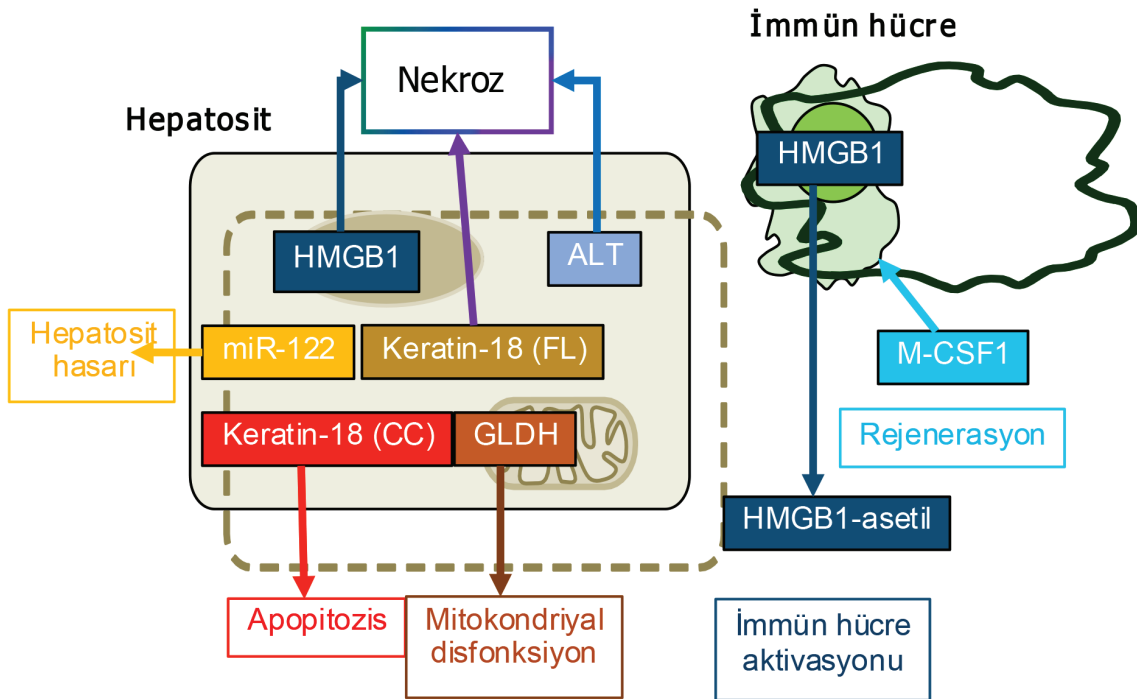 İmmün hücre
Nekroz
Hepatosit
HMGB1
HMGB1
ALT
Hepatosit
hasarı
miR-122
Keratin-18 (FL)
M-CSF1
Keratin-18 (CC)
GLDH
Rejenerasyon
HMGB1-asetil
Apopitozis
Mitokondriyal
disfonksiyon
İmmün hücre
aktivasyonu